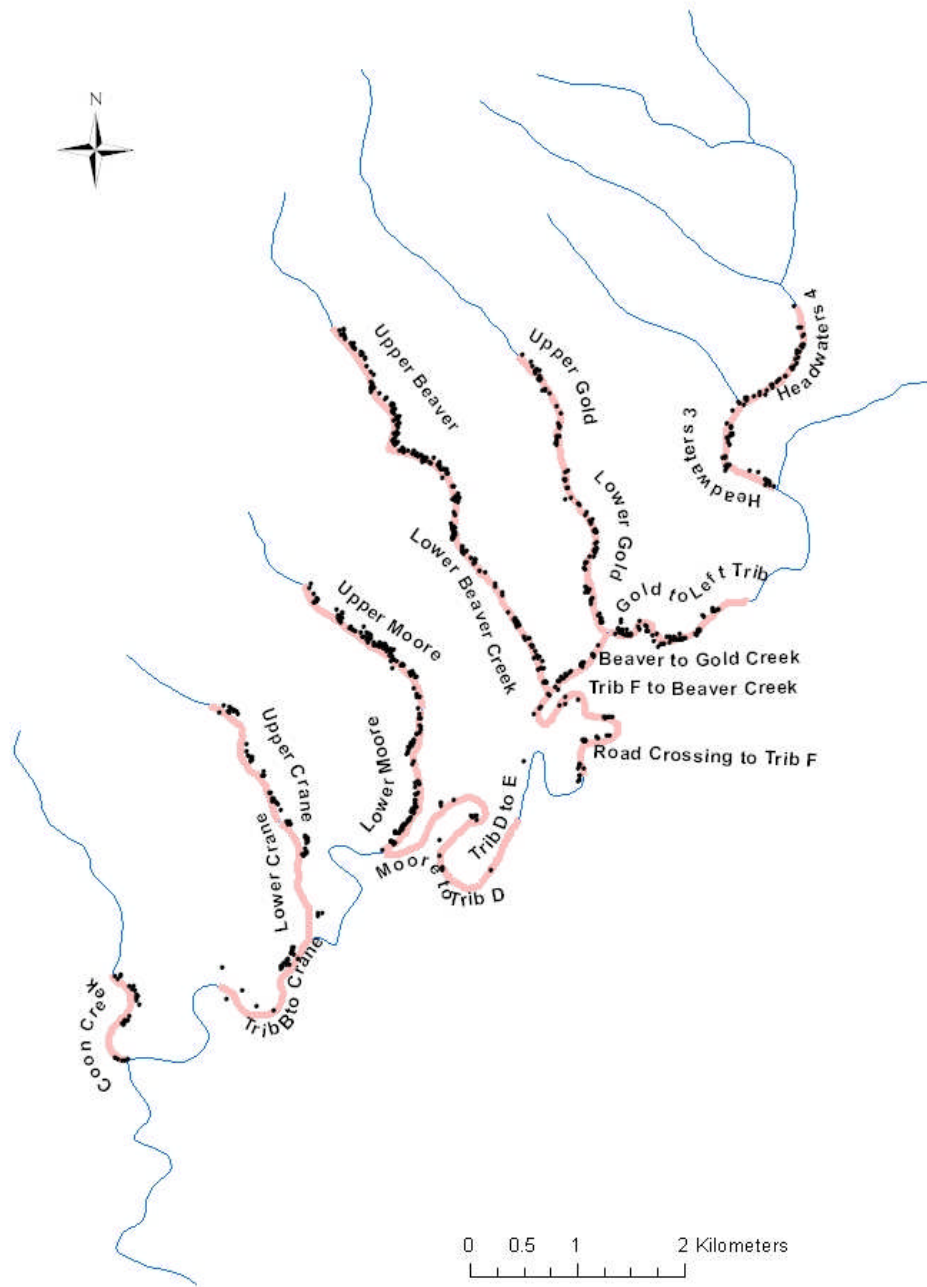 N
Headwaters 4
Upper Beaver
Upper Gold
Headwaters 3
Lower Gold
Lower Beaver Creek
Gold to Left Trib
Upper Moore
Beaver to Gold Creek
Trib F to Beaver Creek
Upper Crane
Lower Moore
Road Crossing to Trib F
Trib D to E
Lower Crane
Moore to Trib D
Trib B to Crane
Coon Creek
0 0.5 1 2 Kilometers